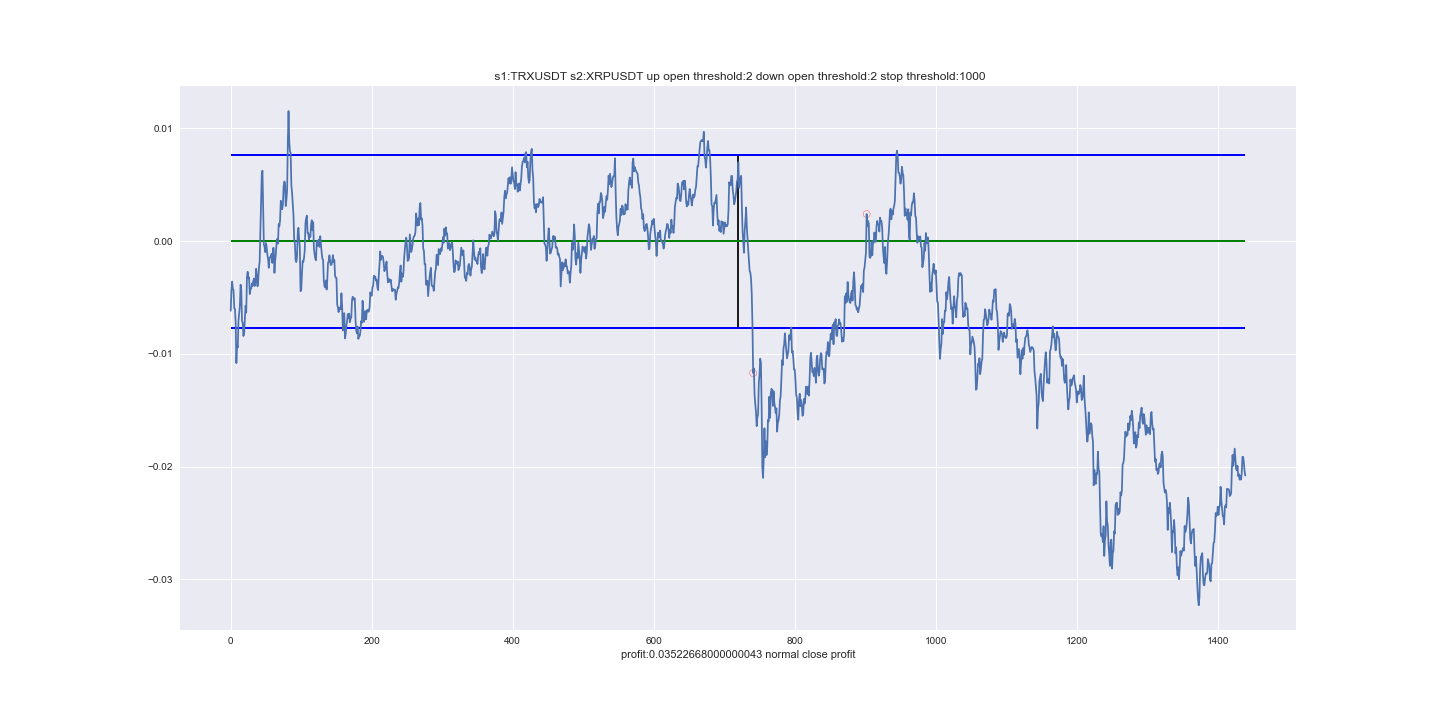 s1:TRXUSDT s2:XRPUSDT up open threshold:2 down open threshold:2 stop threshold:1000
0.01
0.00
−0.01
−0.02
−0.03
0 200 400 600 800 1000 1200 1400
profit:0.03522668000000043 normal close profit